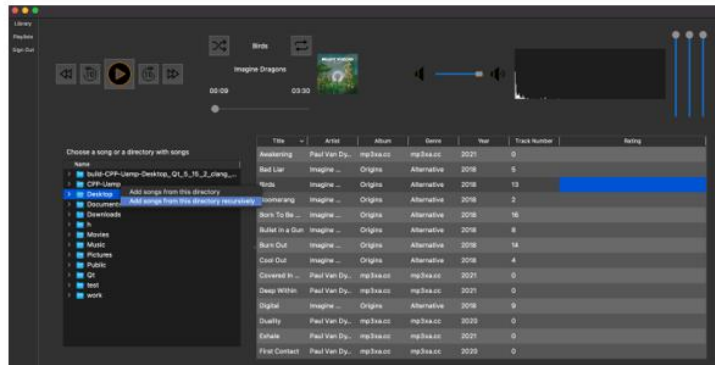 Library
Playlists
Sign Out
Birds
Imagine Dragons
00:09 03:30
Choose a song or a directory with songs
Name
build-CPP-Uamp-Desktop_Qt_5_15_2_clang_...
CPP-Uamp
Desktop
Documents
Downloads
h
Movies
Music
Pictures
Public
Qt
test
work
Add songs from this directory
Add songs from this directory recursively
Title Artist Album Genre Year Track Number Rating
Awakening Paul Van Dy... mp3xa.cc mp3xa.cc 2021 0
Bad Liar Imagine ... Origins Alternative 2018 5
Birds Imagine ... Origins Alternative 2018 13
Boomerang Imagine ... Origins Alternative 2018 2
Born To Be ... Imagine ... Origins Alternative 2018 16
Bullet in a Gun Imagine ... Origins Alternative 2018
Burn Out Imagine ... Origins Alternative 2018 14
Cool Out Imagine ... Origins Alternative 2018 4
Covered In ... Paul Van Dy... mp3xa.cc mp3xa.cc 2021 0
Deep Within Paul Van Dy... mp3xa.cc mp3xa.cc 2021 0
Digital Imagine ... Origins Alternative 2018 9
Duality Paul Van Dy... mp3xa.cc mp3xa.cc 2020 0
Exhale Paul Van Dy... mp3xa.cc mp3xa.cc 2021 0
First Contact Paul Van Dy... mp3xa.cc mp3xa.cc 2020 0